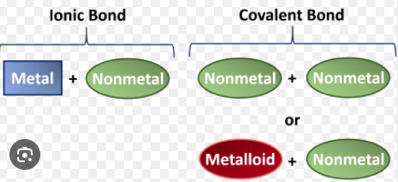 Ionic Bond
Covalent Bond
Metal + Nonmetal
Nonmetal + Nonmetal
or
Metalloid + Nonmetal